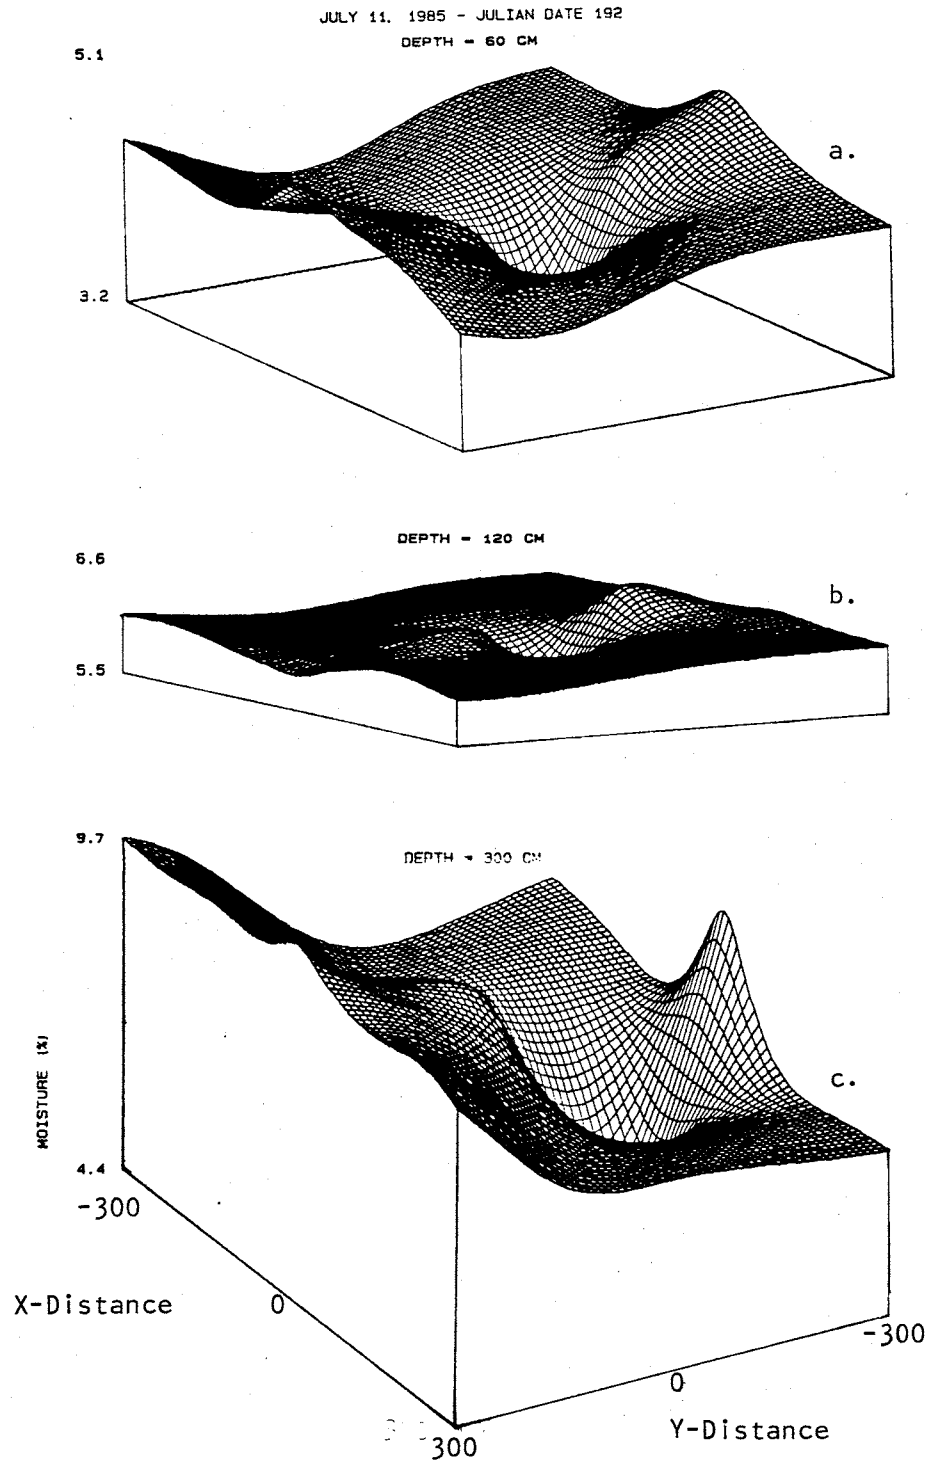 JULY 11, 1985 - JULIAN DATE 192
DEPTH = 60 CM
5.1
a.
3.2
DEPTH = 120 CM
6.6
b.
5.5
9.7
DEPTH = 300 CM
MOISTURE (%)
c.
4.4
-300
X-Distance
0
-300
0
Y-Distance
300